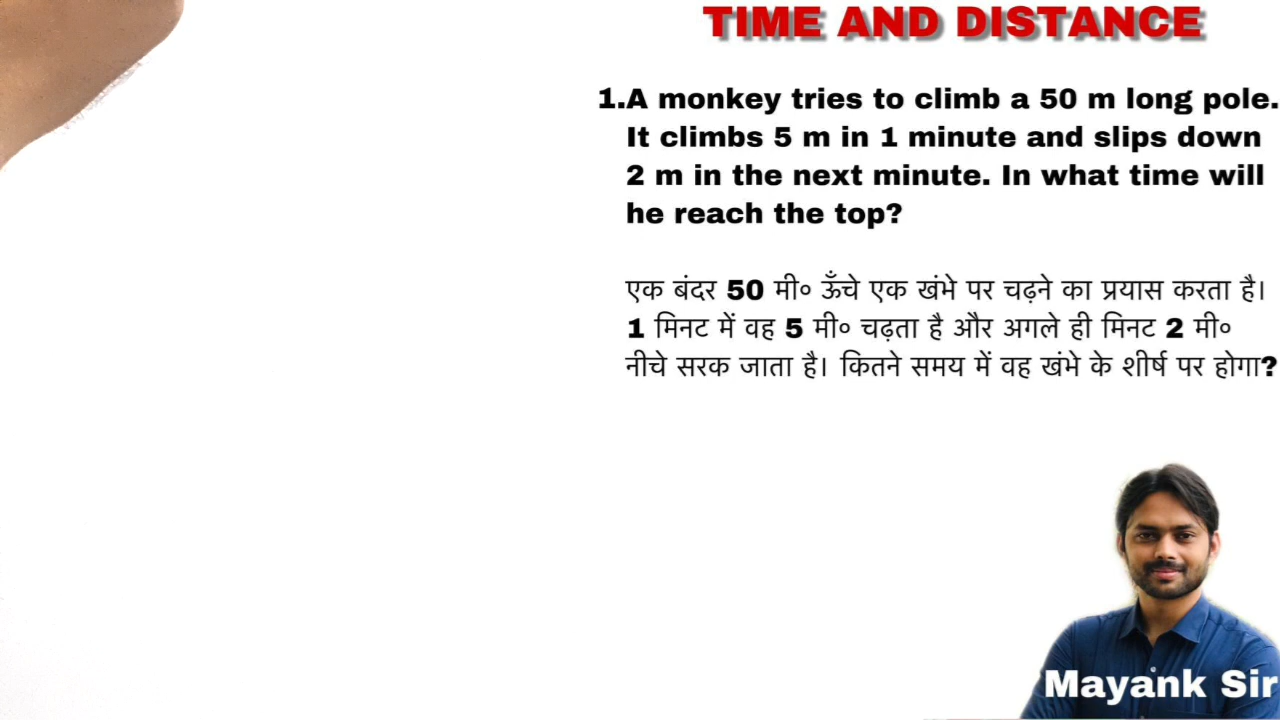 TIME AND DISTANCE
1.A monkey tries to climb a 50 m long pole.
It climbs 5 m in 1 minute and slips down
2 m in the next minute. In what time will
he reach the top?
एक बंदर 50 मी० ऊँचे एक खंभे पर चढ़ने का प्रयास करता है।
1 मिनट में वह 5 मी० चढ़ता है और अगले ही मिनट 2 मी०
नीचे सरक जाता है। कितने समय में वह खंभे के शीर्ष पर होगा?
Mayank Sir